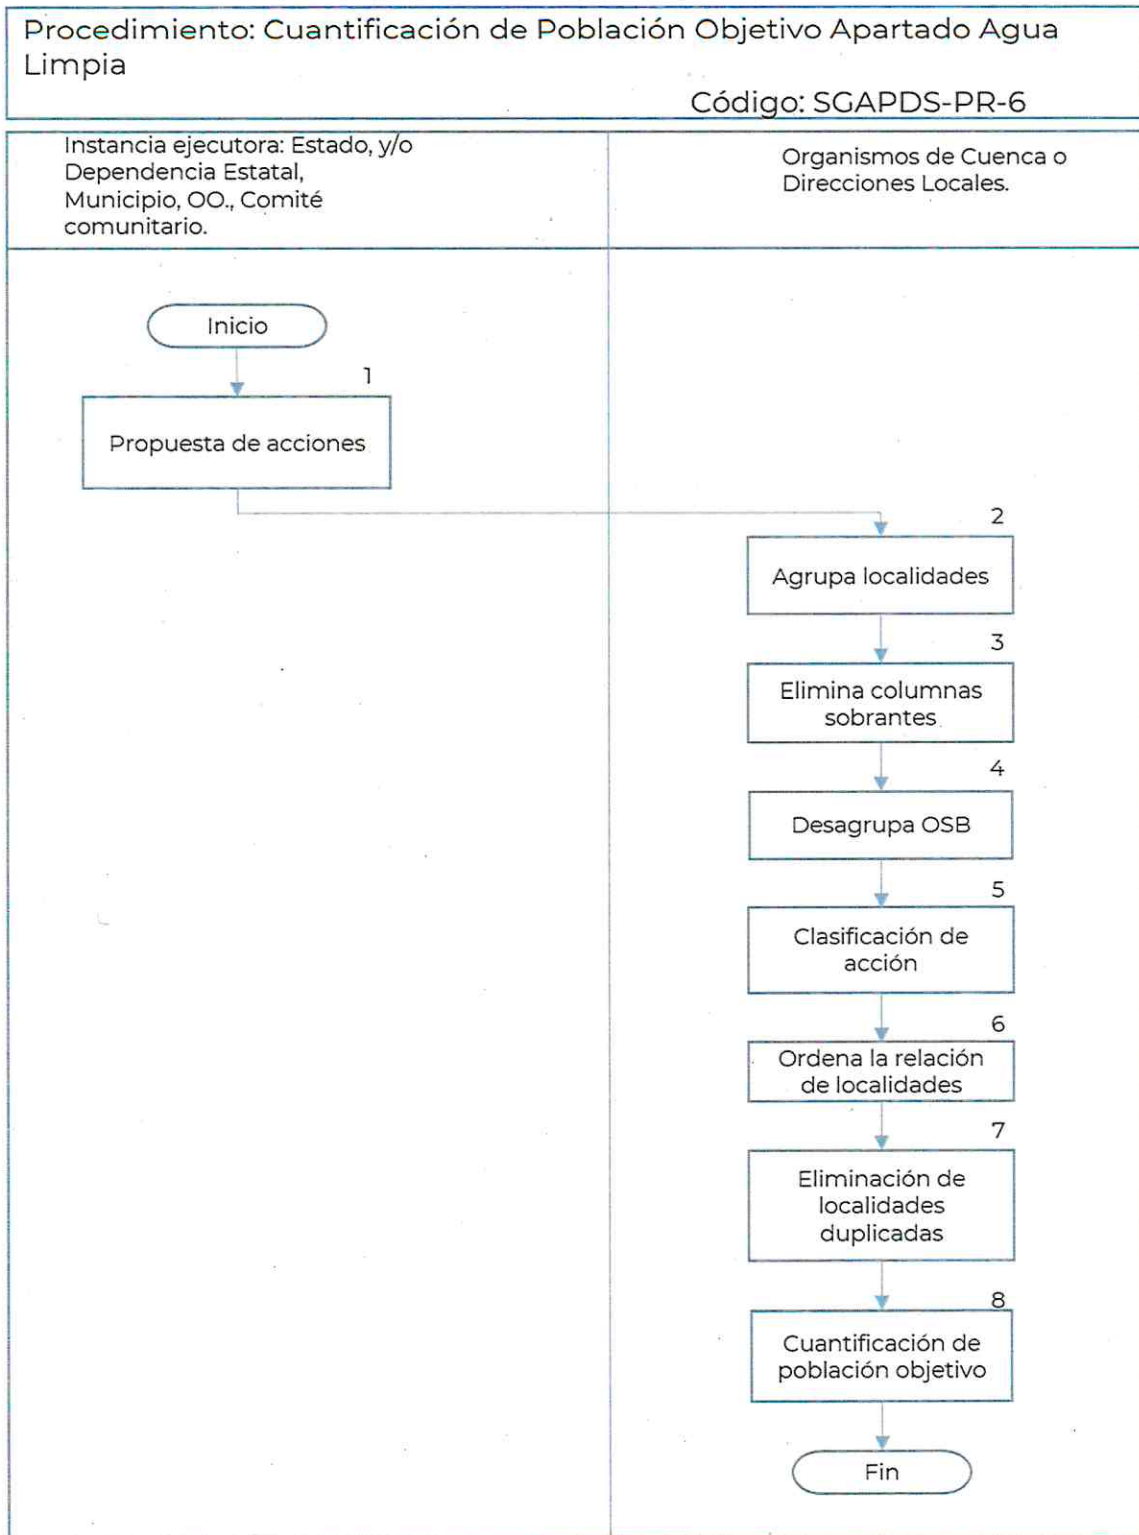 Procedimiento: Cuantificación de Población Objetivo Apartado Agua
Limpia
Código: SGAPDS-PR-6
Instancia ejecutora: Estado, y/o
Dependencia Estatal,
Municipio, OO., Comité
comunitario.
Organismos de Cuenca o
Direcciones Locales.
Inicio
1
Propuesta de acciones
2
Agrupa localidades
3
Elimina columnas
sobrantes
4
Desagrupa OSB
5
Clasificación de
acción
6
Ordena la relación
de localidades
7
Eliminación de
localidades
duplicadas
8
Cuantificación de
población objetivo
Fin